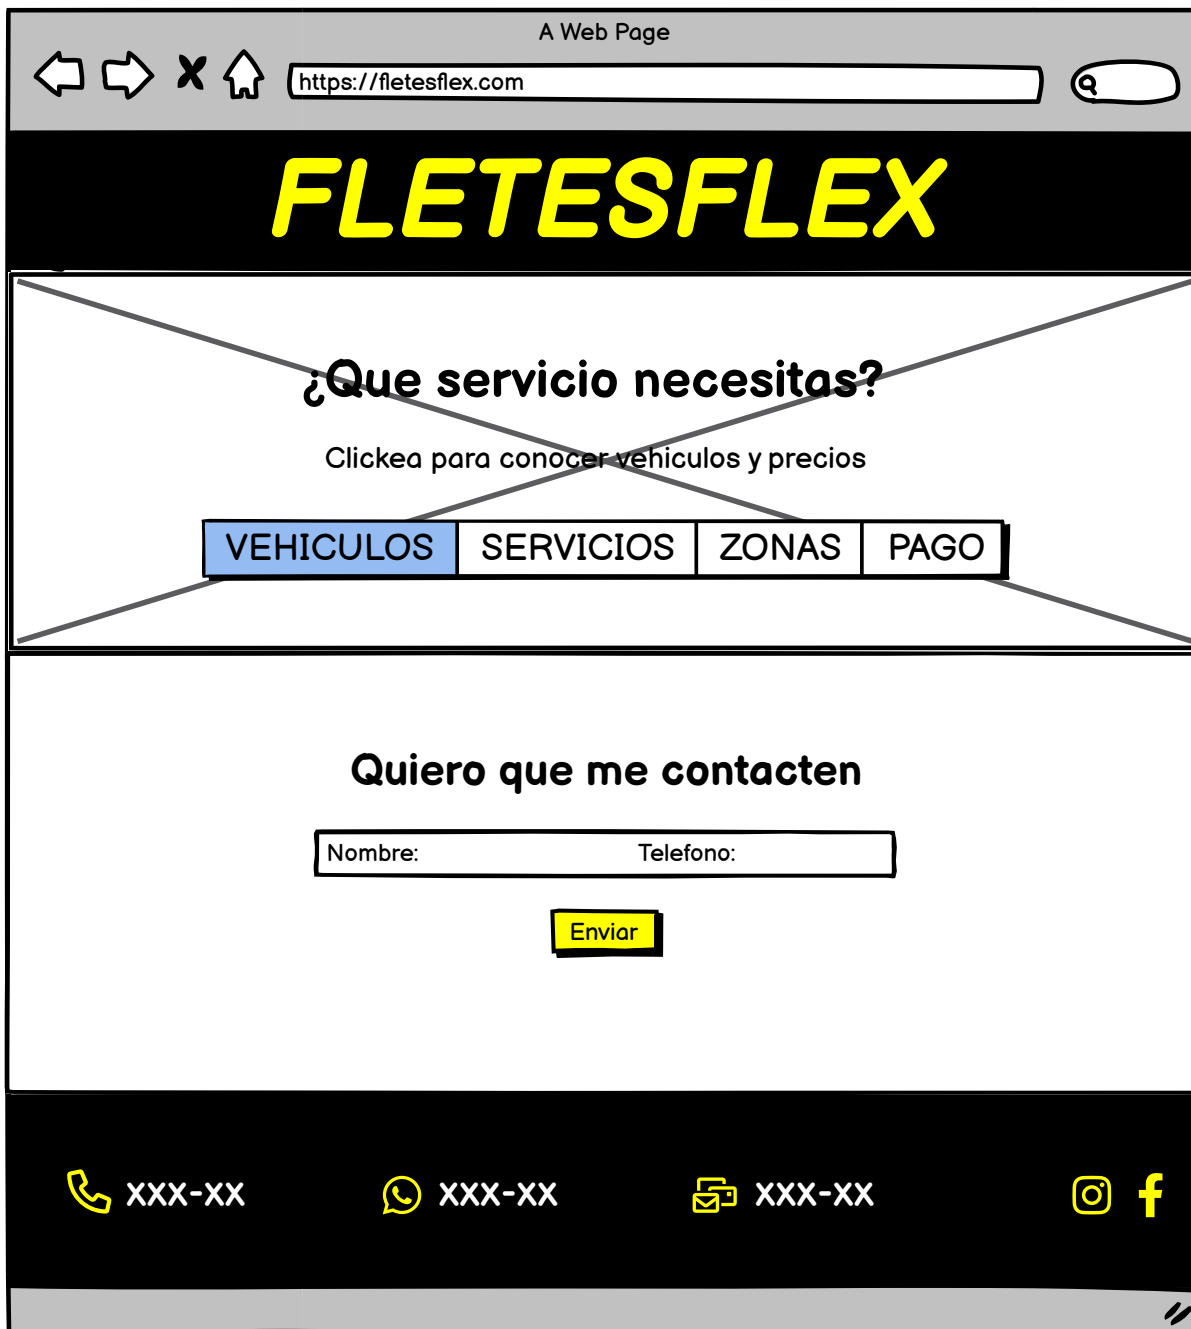 A Web Page
https://fletesflex.com
FLETESFLEX
¿Que servicio necesitas?
Clickea para conocer vehiculos y precios
VEHICULOS SERVICIOS ZONAS PAGO
Quiero que me contacten
Nombre: Telefono:
Enviar
XXX-XX XXX-XX XXX-XX